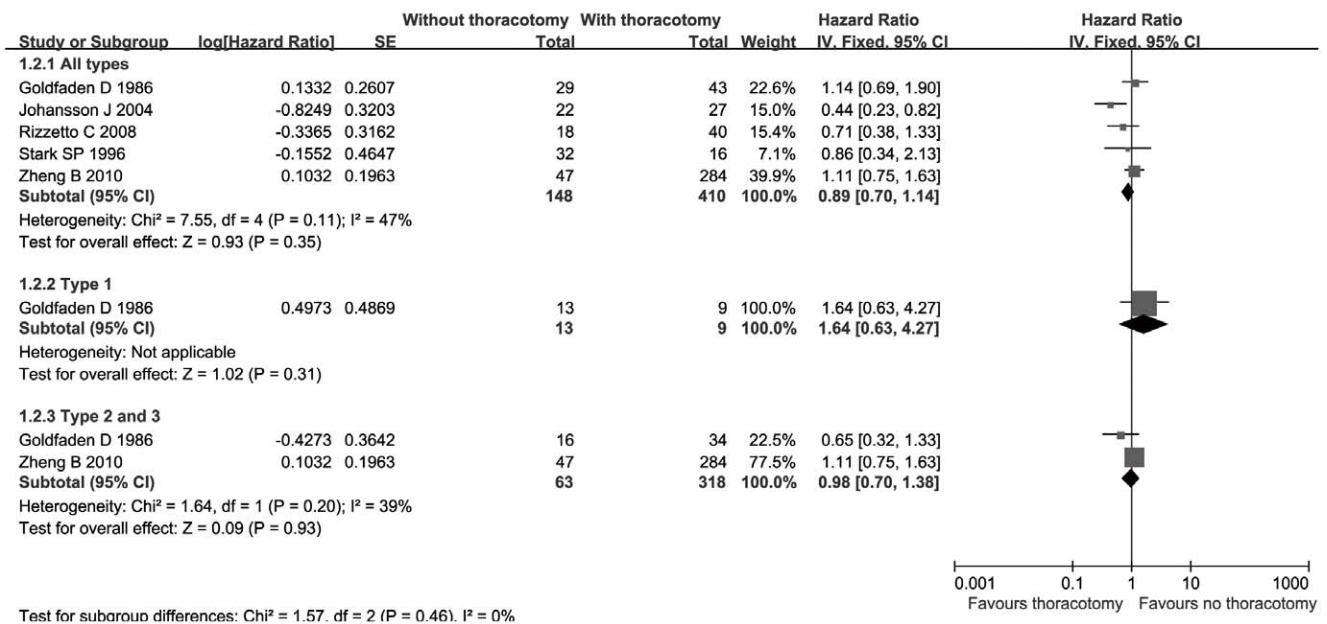 Without thoracotomy With thoracotomy Hazard Ratio Hazard Ratio
Study or Subgroup log[Hazard Ratio] SE Total Total Weight IV, Fixed, 95% CI IV, Fixed, 95% CI
1.2.1 All types
Goldfaden D 1986 0.1332 0.2607 29 43 22.6% 1.14 [0.69, 1.90]
Johansson J 2004 -0.8249 0.3203 22 27 15.0% 0.44 [0.23, 0.82]
Rizzetto C 2008 -0.3365 0.3162 18 40 15.4% 0.71 [0.38, 1.33]
Stark SP 1996 -0.1552 0.4647 32 16 7.1% 0.86 [0.34, 2.13]
Zheng B 2010 0.1032 0.1963 47 284 39.9% 1.11 [0.75, 1.63]
Subtotal (95% CI) 148 410 100.0% 0.89 [0.70, 1.14]
Heterogeneity: Chi² = 7.55, df = 4 (P = 0.11); I² = 47%
Test for overall effect: Z = 0.93 (P = 0.35)
1.2.2 Type 1
Goldfaden D 1986 0.4973 0.4869 13 9 100.0% 1.64 [0.63, 4.27]
Subtotal (95% CI) 13 9 100.0% 1.64 [0.63, 4.27]
Heterogeneity: Not applicable
Test for overall effect: Z = 1.02 (P = 0.31)
1.2.3 Type 2 and 3
Goldfaden D 1986 -0.4273 0.3642 16 34 22.5% 0.65 [0.32, 1.33]
Zheng B 2010 0.1032 0.1963 47 284 77.5% 1.11 [0.75, 1.63]
Subtotal (95% CI) 63 318 100.0% 0.98 [0.70, 1.38]
Heterogeneity: Chi² = 1.64, df = 1 (P = 0.20); I² = 39%
Test for overall effect: Z = 0.09 (P = 0.93)
0.001 0.1 1 10 1000
Favours thoracotomy Favours no thoracotomy
Test for subgroup differences: Chi² = 1.57, df = 2 (P = 0.46), I² = 0%